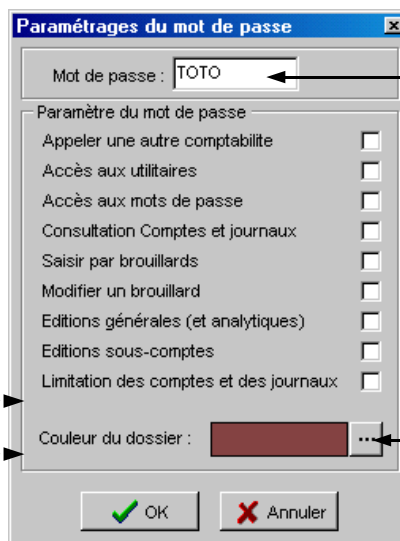 Paramétrages du mot de passe
Mot de passe : TOTO
Paramètre du mot de passe
Appeler une autre comptabilite
Accès aux utilitaires
Accès aux mots de passe
Consultation Comptes et journaux
Saisir par brouillards
Modifier un brouillard
Editions générales (et analytiques)
Editions sous-comptes
Limitation des comptes et des journaux
Couleur du dossier : ...
OK Annuler